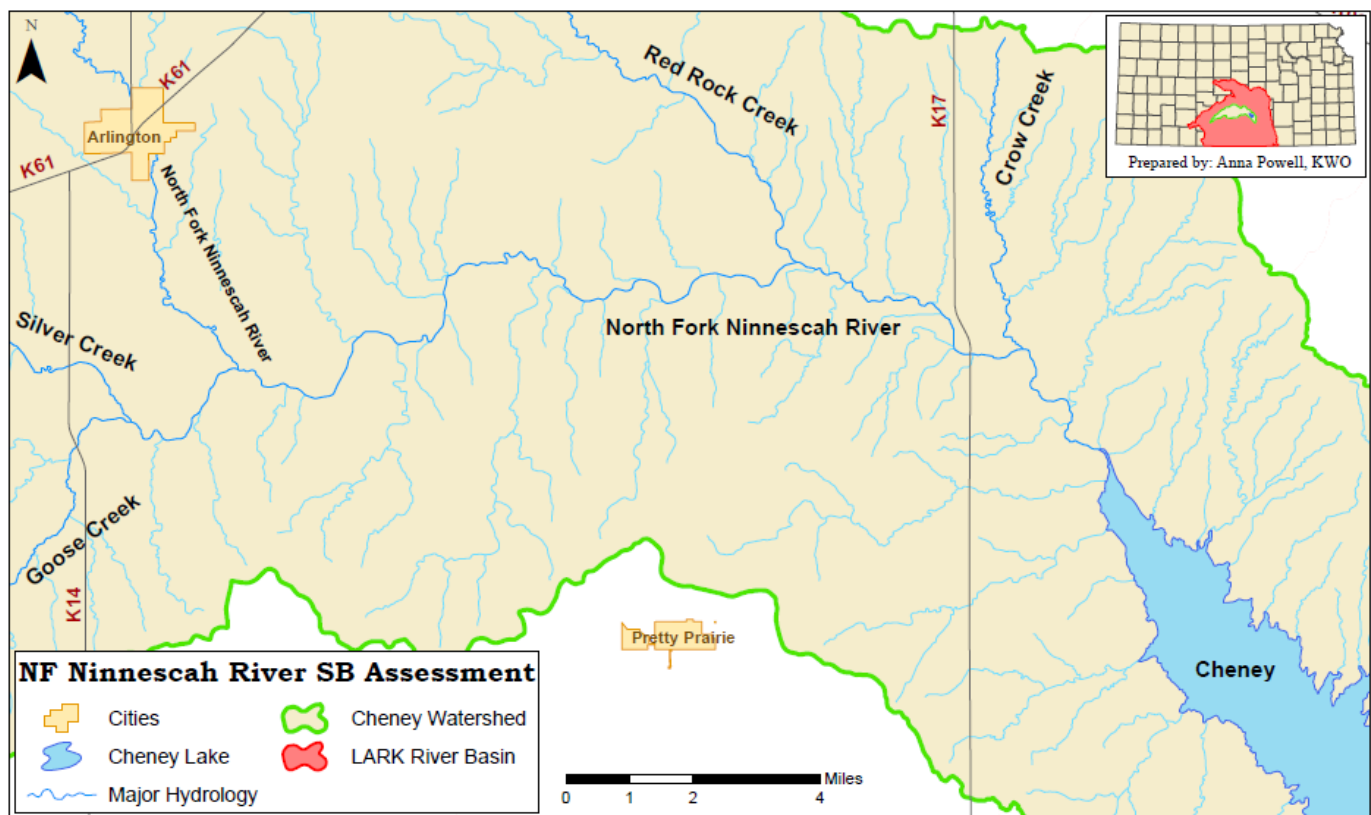 N
K61
Arlington
K61
North Fork Ninnescah River
Silver Creek
Goose Creek
K14
Red Rock Creek
K17
Crow Creek
North Fork Ninnescah River
Pretty Prairie
Cheney
Prepared by: Anna Powell, KWO
NF Ninnescah River SB Assessment
Cities
Cheney Watershed
Cheney Lake
LARK River Basin
Major Hydrology
Miles
0 1 2 4